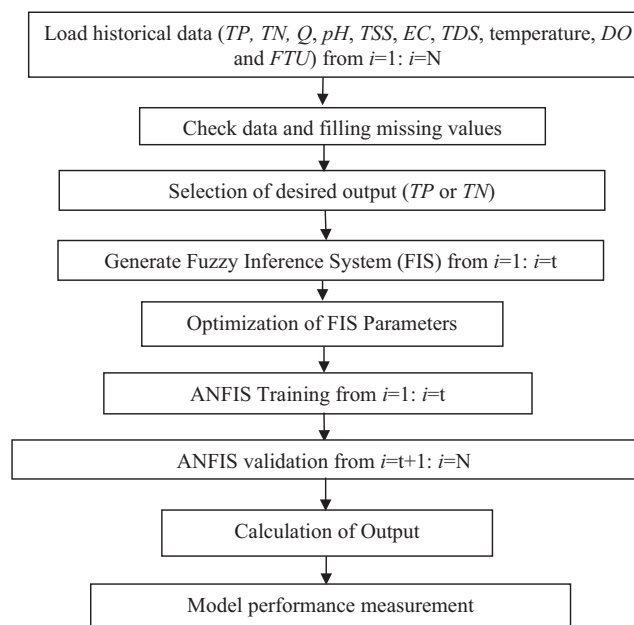 Load historical data (TP, TN, Q, pH, TSS, EC, TDS, temperature, DO
and FTU) from i=1: i=N
Check data and filling missing values
Selection of desired output (TP or TN)
Generate Fuzzy Inference System (FIS) from i=1: i=t
Optimization of FIS Parameters
ANFIS Training from i=1: i=t
ANFIS validation from i=t+1: i=N
Calculation of Output
Model performance measurement